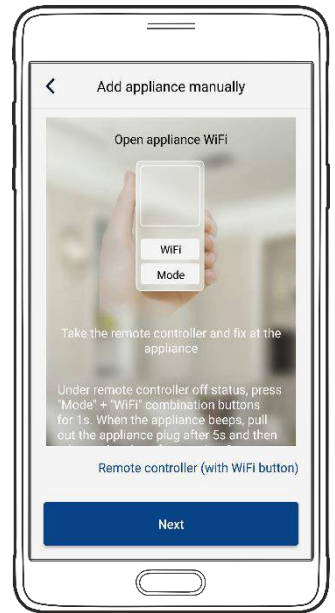 Add appliance manually
Open appliance WiFi
WiFi
Mode
Take the remote controller and fix at the
appliance
Under remote controller off status, press
"Mode" + "WiFi" combination buttons
for 1s. When the appliance beeps, pull
out the appliance plug after 5s and then
Remote controller (with WiFi button)
Next